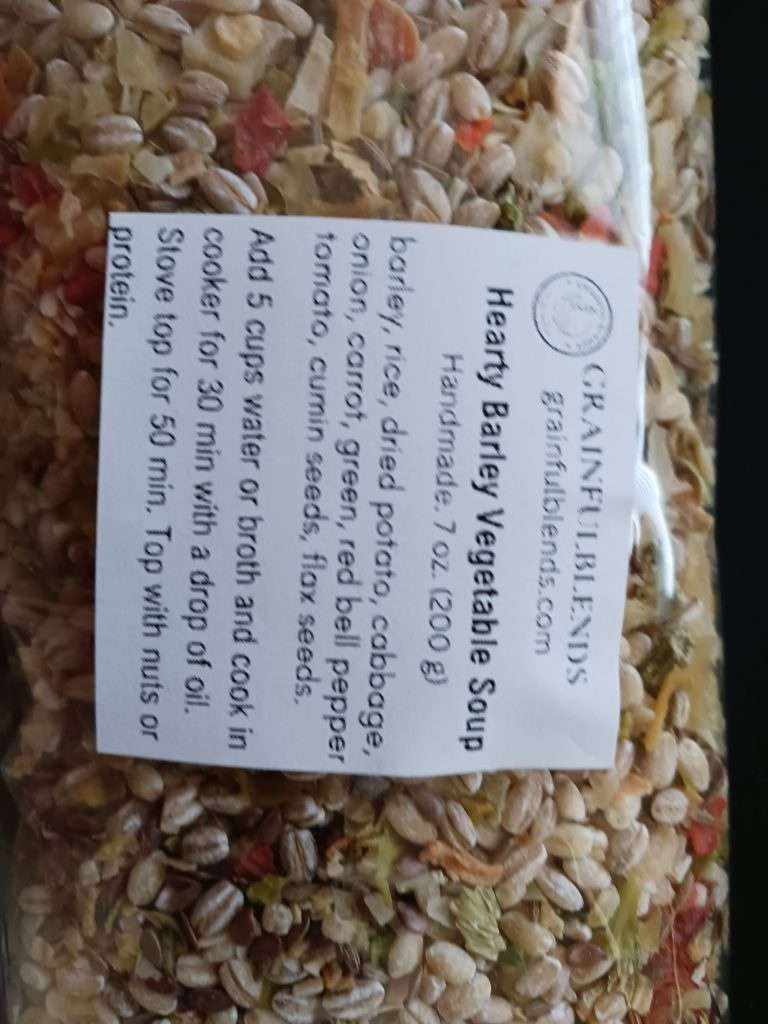 GRAINFULBLENDS
grainfulblends.com
Hearty Barley Vegetable Soup
Handmade. 7 oz. (200 g)
barley, rice, dried potato, cabbage,
onion, carrot, green, red bell pepper
tomato, cumin seeds, flax seeds.
Add 5 cups water or broth and cook in
cooker for 30 min with a drop of oil.
Stove top for 50 min. Top with nuts or
protein.